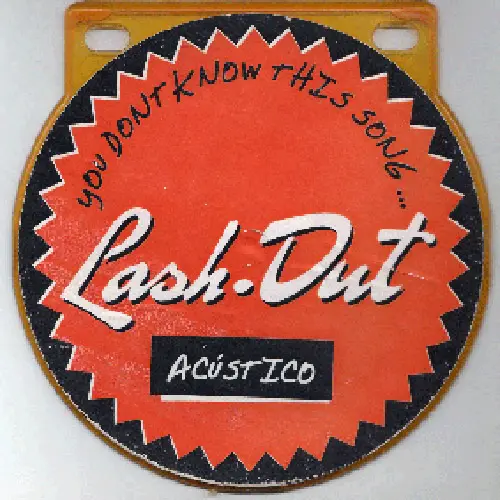 YOU DONT KNOW THIS SONG...
Lash-Out
ACÚSTICO